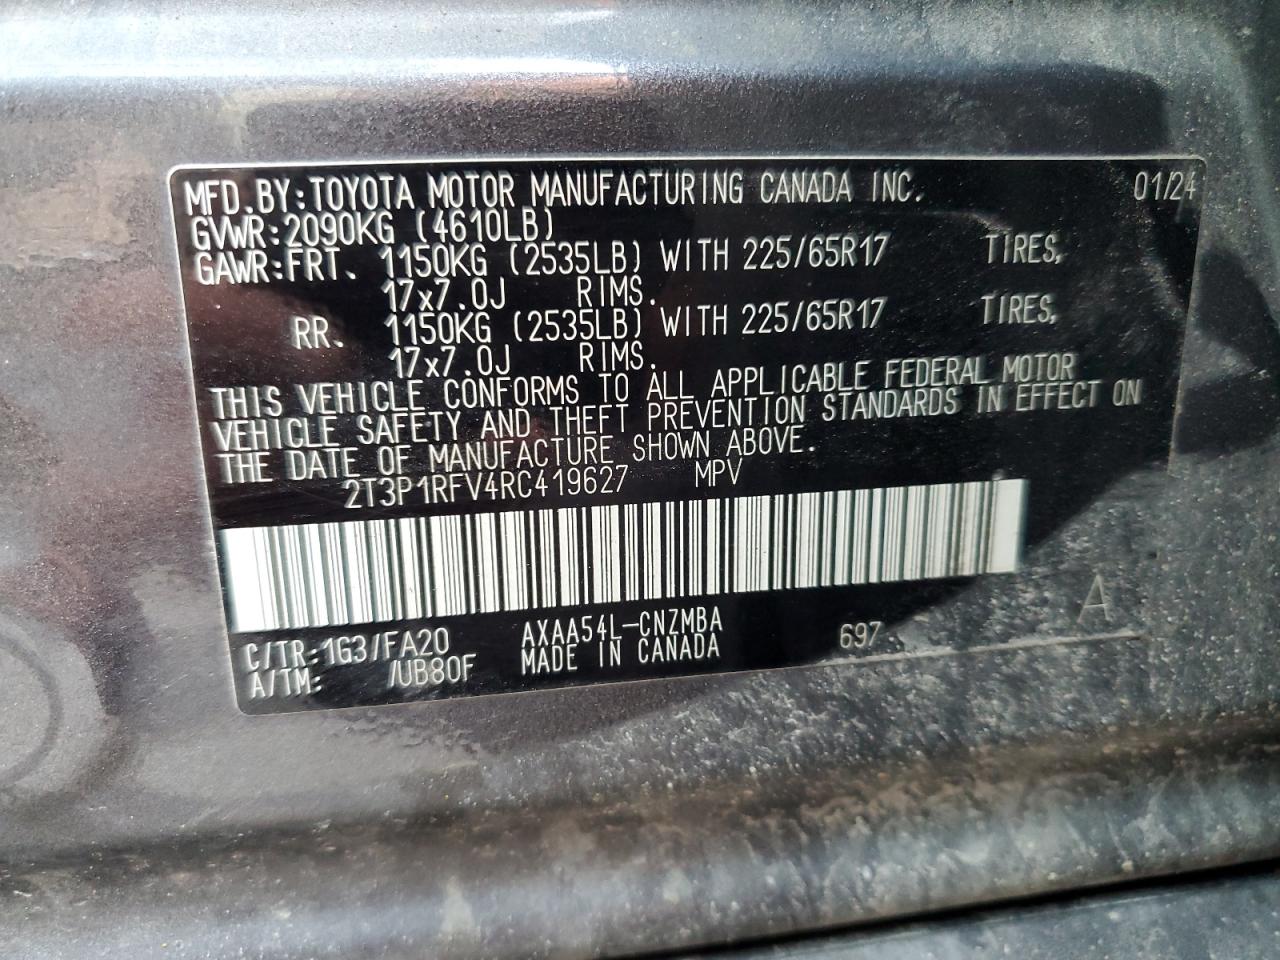 MFD.BY:TOYOTA MOTOR MANUFACTURING CANADA INC. 01/24
GVWR:2090KG (4610LB)
GAWR:FRT. 1150KG (2535LB) WITH 225/65R17 TIRES,
17x7.0J RIMS.
RR. 1150KG (2535LB) WITH 225/65R17 TIRES,
17x7.0J RIMS.
THIS VEHICLE CONFORMS TO ALL APPLICABLE FEDERAL MOTOR
VEHICLE SAFETY AND THEFT PREVENTION STANDARDS IN EFFECT ON
THE DATE OF MANUFACTURE SHOWN ABOVE.
2T3P1RFV4RC419627 MPV
A
C/TR:1G3/FA20 AXAA54L-CNZMBA 697
A/TM: /UB80F MADE IN CANADA